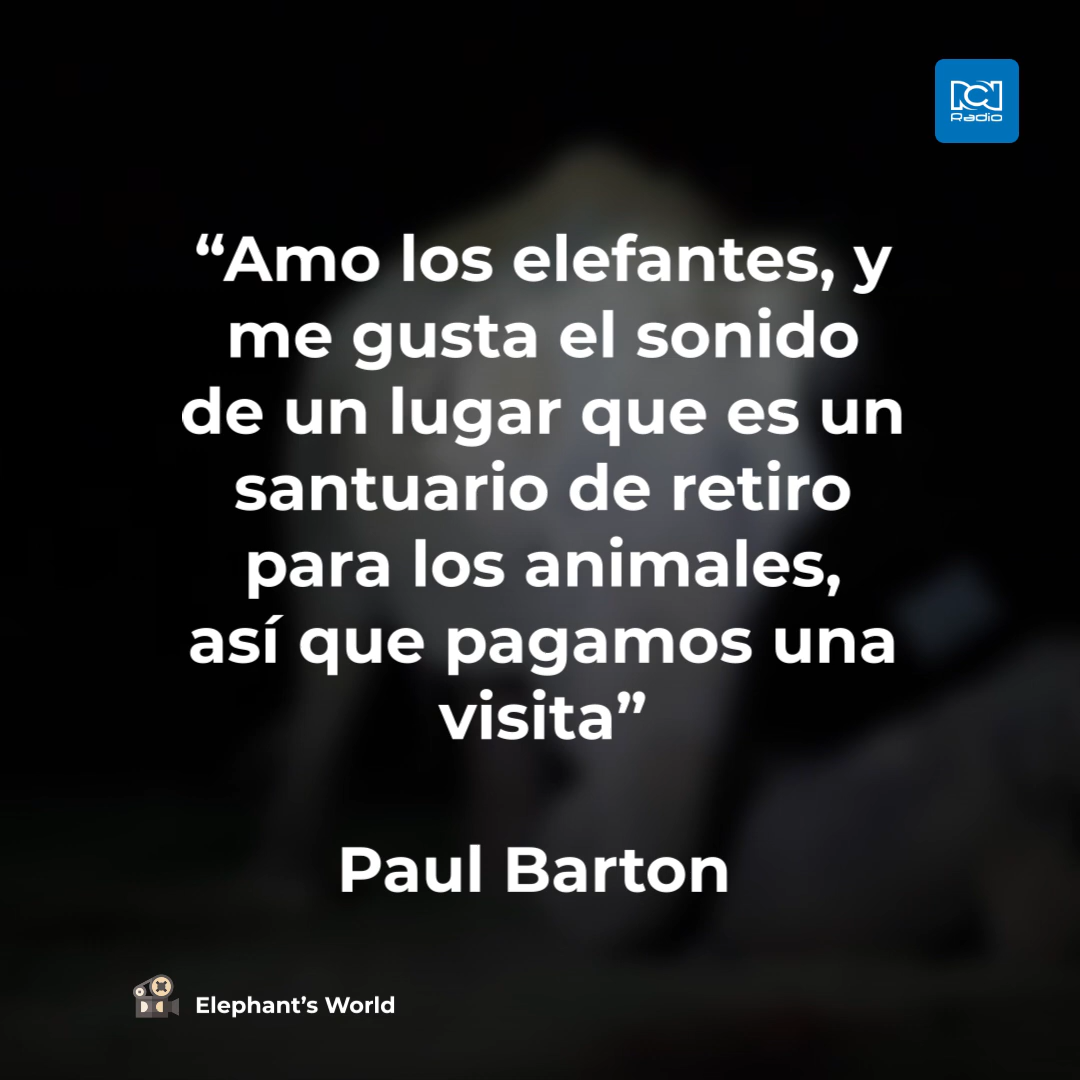 RCN
Radio
“Amo los elefantes, y
me gusta el sonido
de un lugar que es un
santuario de retiro
para los animales,
así que pagamos una
visita”
Paul Barton
Elephant’s World